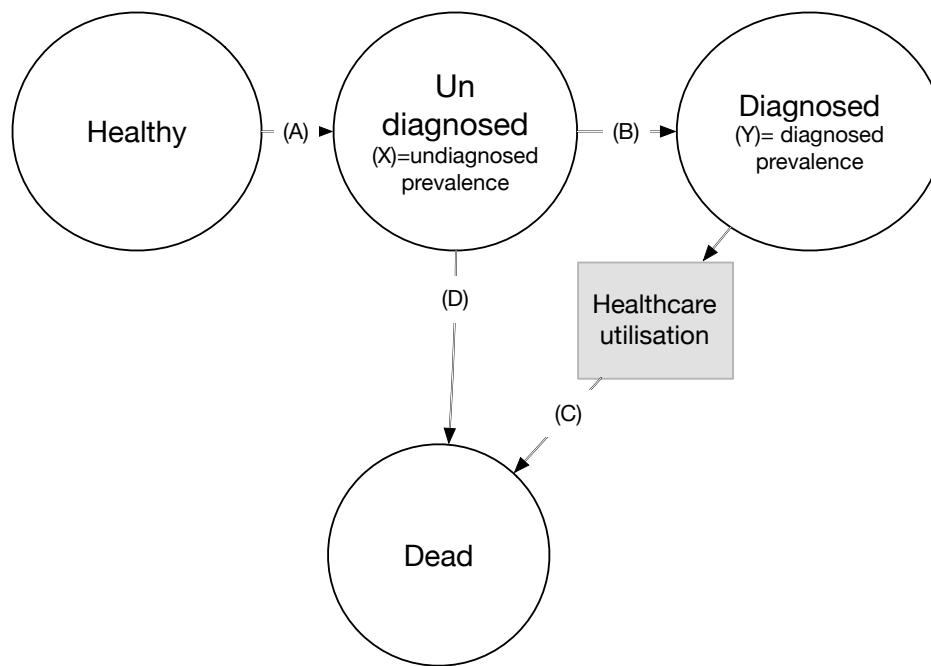 Healthy
(A)
Un
diagnosed
(X)=undiagnosed
prevalence
(B)
Diagnosed
(Y)= diagnosed
prevalence
(D)
Healthcare
utilisation
(C)
Dead